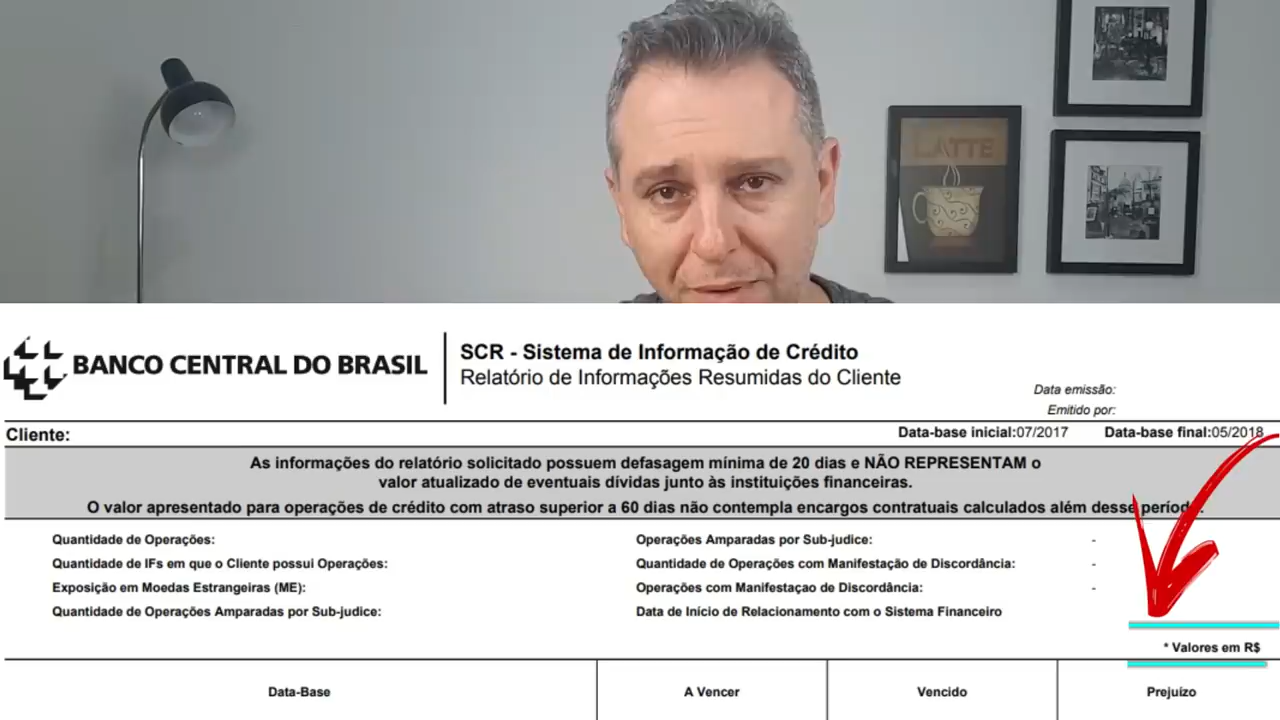 LATTE
BANCO CENTRAL DO BRASIL
SCR - Sistema de Informação de Crédito
Relatório de Informações Resumidas do Cliente
Data emissão:
Emitido por:
Cliente:
Data-base inicial:07/2017 Data-base final:05/2018
As informações do relatório solicitado possuem defasagem mínima de 20 dias e NÃO REPRESENTAM o
valor atualizado de eventuais dívidas junto às instituições financeiras.
O valor apresentado para operações de crédito com atraso superior a 60 dias não contempla encargos contratuais calculados além desse período.
Quantidade de Operações: Operações Amparadas por Sub-judice: -
Quantidade de IFs em que o Cliente possui Operações: Quantidade de Operações com Manifestação de Discordância: -
Exposição em Moedas Estrangeiras (ME): Operações com Manifestaçao de Discordância: -
Quantidade de Operações Amparadas por Sub-judice: Data de Início de Relacionamento com o Sistema Financeiro
* Valores em R$
Data-Base A Vencer Vencido Prejuízo